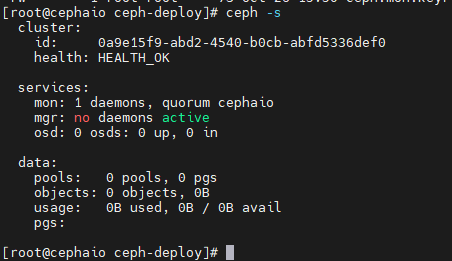 [root@cephaio ceph-deploy]# ceph -s
  cluster:
    id:     0a9e15f9-abd2-4540-b0cb-abfd5336def0
    health: HEALTH_OK

  services:
    mon: 1 daemons, quorum cephaio
    mgr: no daemons active
    osd: 0 osds: 0 up, 0 in

  data:
    pools:   0 pools, 0 pgs
    objects: 0 objects, 0B
    usage:   0B used, 0B / 0B avail
    pgs:

[root@cephaio ceph-deploy]#